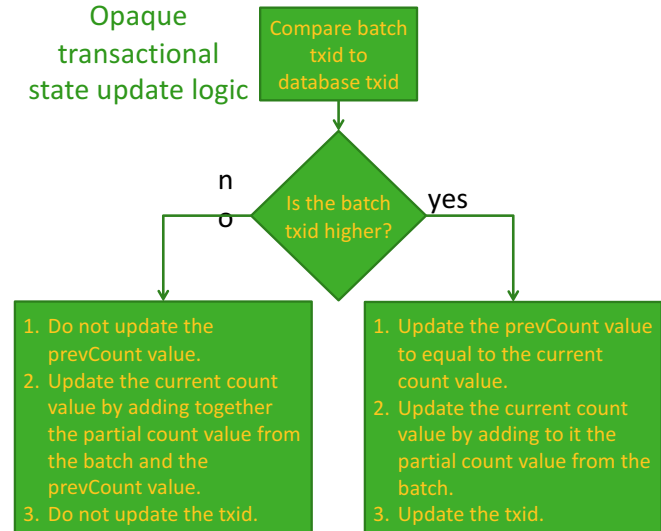 Opaque
transactional
state update logic
Compare batch
txid to
database txid
Is the batch
txid higher?
n
o
yes
1. Do not update the
prevCount value.
2. Update the current count
value by adding together
the partial count value from
the batch and the
prevCount value.
3. Do not update the txid.
1. Update the prevCount value
to equal to the current
count value.
2. Update the current count
value by adding to it the
partial count value from the
batch.
3. Update the txid.